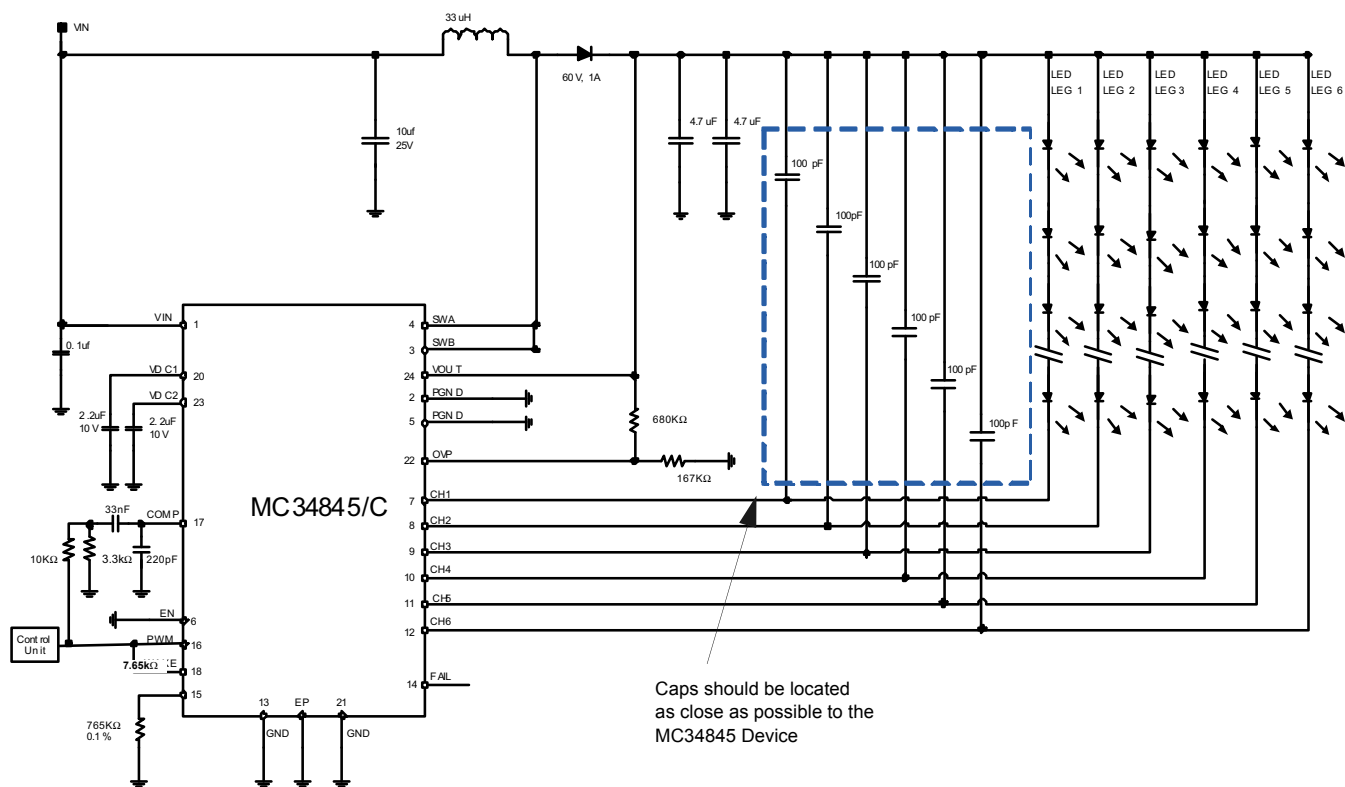 33 uH
VIN
60 V, 1A
LED
LEG 1
LED
LEG 2
LED
LEG 3
LED
LEG 4
LED
LEG 5
LED
LEG 6
10uf
25V
4.7 uF
4.7 uF
100 pF
100pF
100 pF
100 pF
100 pF
100p F
VIN
1
0. 1uf
VD C1
20
VD C2
23
2 .2uF
10 V
2. 2uF
10 V
4
SWA
3
SWB
24
VOU T
2
PGN D
5
PGN D
680KΩ
22
OVP
167KΩ
MC34845/C
7
CH1
8
CH2
9
CH3
10
CH4
11
CH5
12
CH6
33nF
COMP
17
10KΩ
3.3kΩ
220pF
EN
6
Control
Unit
PWM
16
7.65kΩ
E
18
15
14
FAIL
765KΩ
0.1 %
13
EP
21
GND
GND
Caps should be located
as close as possible to the
MC34845 Device